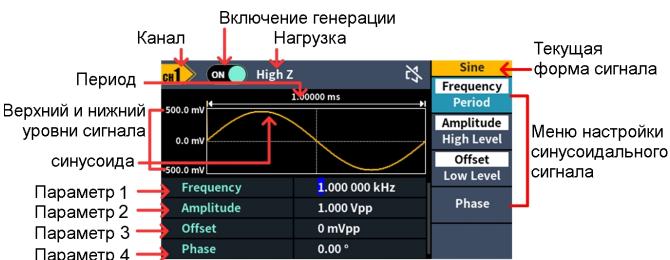 Включение генерации
Канал
Нагрузка
CH1
ON
High Z
Sine
Текущая
форма сигнала
Период
1.00000 ms
Frequency
Period
Верхний и нижний
уровни сигнала
500.0 mV
0.0 mV
-500.0 mV
Amplitude
High Level
Меню настройки
синусоидального
сигнала
синусоида
Offset
Low Level
Phase
Параметр 1
Frequency
1.000 000 kHz
Параметр 2
Amplitude
1.000 Vpp
Параметр 3
Offset
0 mVpp
Параметр 4
Phase
0.00 °